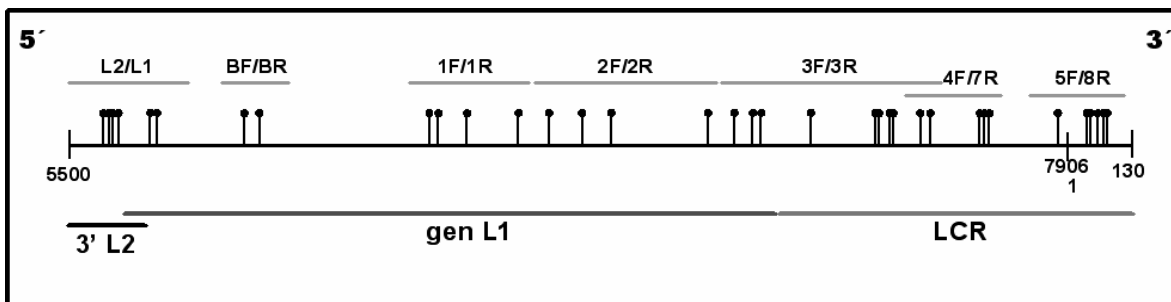 5´ 3´
L2/L1 BF/BR 1F/1R 2F/2R 3F/3R 4F/7R 5F/8R
5500 7906 130
1
3’ L2 gen L1 LCR